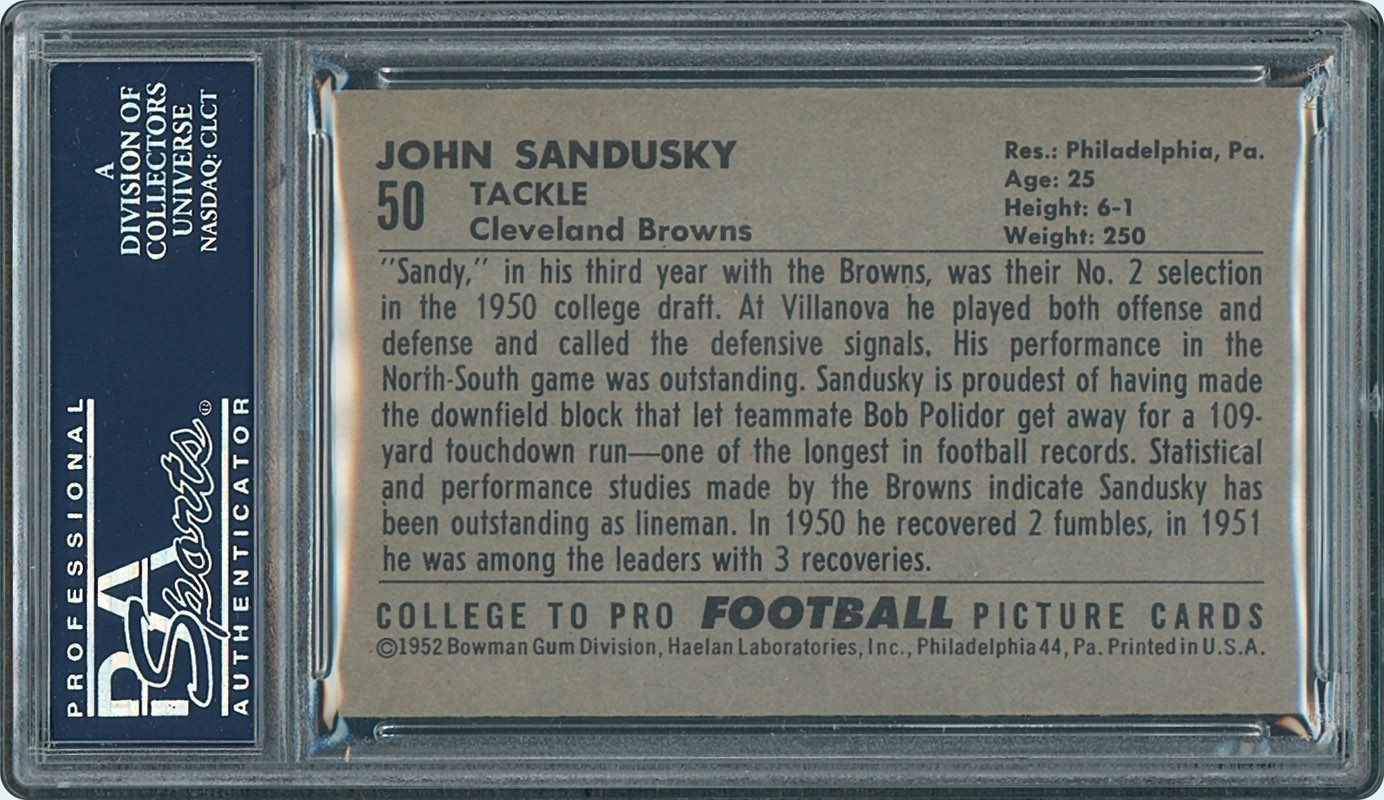 A
DIVISION OF
COLLECTORS
UNIVERSE
NASDAQ: CLCT
PROFESSIONAL
PSA
Sports®
AUTHENTICATOR
JOHN SANDUSKY
50 TACKLE
Cleveland Browns
Res.: Philadelphia, Pa.
Age: 25
Height: 6-1
Weight: 250
"Sandy," in his third year with the Browns, was their No. 2 selection
in the 1950 college draft. At Villanova he played both offense and
defense and called the defensive signals. His performance in the
North-South game was outstanding. Sandusky is proudest of having made
the downfield block that let teammate Bob Polidor get away for a 109-
yard touchdown run—one of the longest in football records. Statistical
and performance studies made by the Browns indicate Sandusky has
been outstanding as lineman. In 1950 he recovered 2 fumbles, in 1951
he was among the leaders with 3 recoveries.
COLLEGE TO PRO FOOTBALL PICTURE CARDS
©1952 Bowman Gum Division, Haelan Laboratories, Inc., Philadelphia 44, Pa. Printed in U.S.A.